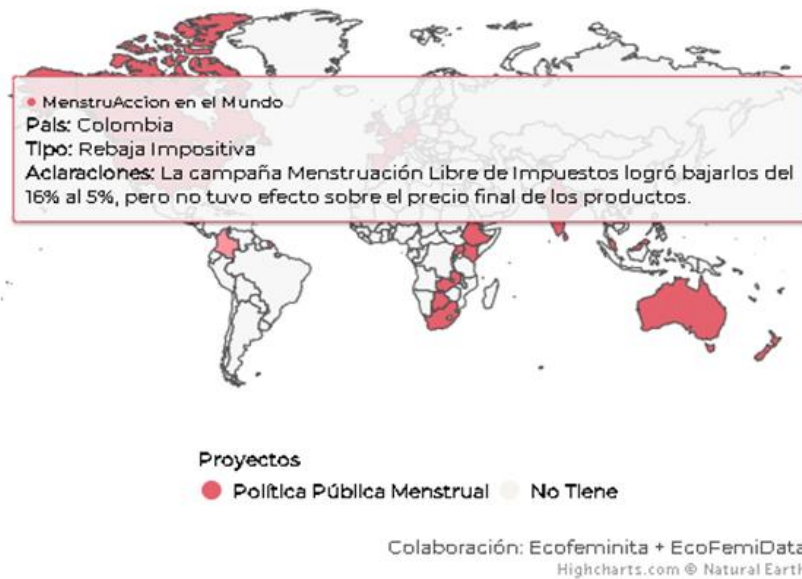 MenstruAccion en el Mundo
País: Colombia
Tipo: Rebaja Impositiva
Aclaraciones: La campaña Menstruación Libre de Impuestos logró bajarlos del
16% al 5%, pero no tuvo efecto sobre el precio final de los productos.
Proyectos
Política Pública Menstrual No Tiene
Colaboración: Ecofeminita + EcoFemiData
Highcharts.com © Natural Earth